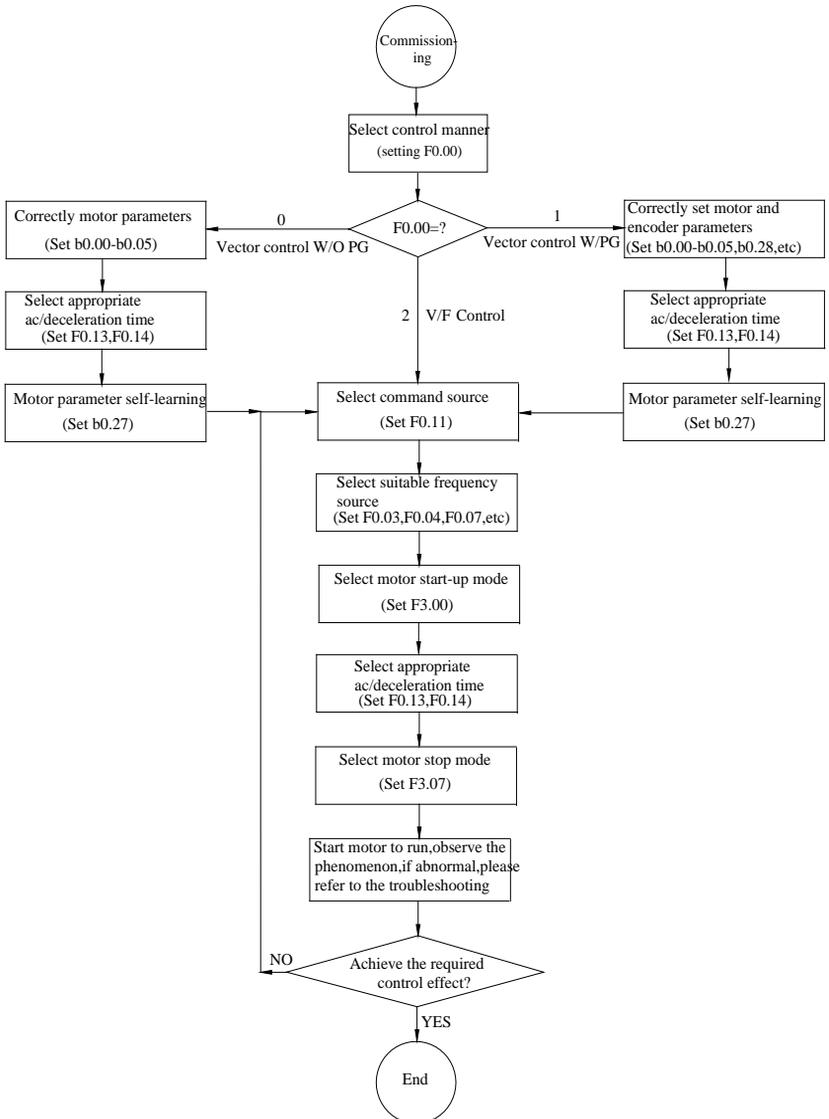 Commission-
ing
Select control manner
(setting F0.00)
F0.00=?
0
Vector control W/O PG
1
Vector control W/PG
2 V/F Control
Correctly motor parameters
(Set b0.00-b0.05)
Select appropriate
ac/deceleration time
(Set F0.13,F0.14)
Motor parameter self-learning
(Set b0.27)
Correctly set motor and
encoder parameters
(Set b0.00-b0.05,b0.28,etc)
Select appropriate
ac/deceleration time
(Set F0.13,F0.14)
Motor parameter self-learning
(Set b0.27)
Select command source
(Set F0.11)
Select suitable frequency
source
(Set F0.03,F0.04,F0.07,etc)
Select motor start-up mode
(Set F3.00)
Select appropriate
ac/deceleration time
(Set F0.13,F0.14)
Select motor stop mode
(Set F3.07)
Start motor to run,observe the
phenomenon,if abnormal,please
refer to the troubleshooting
Achieve the required
control effect?
NO
YES
End